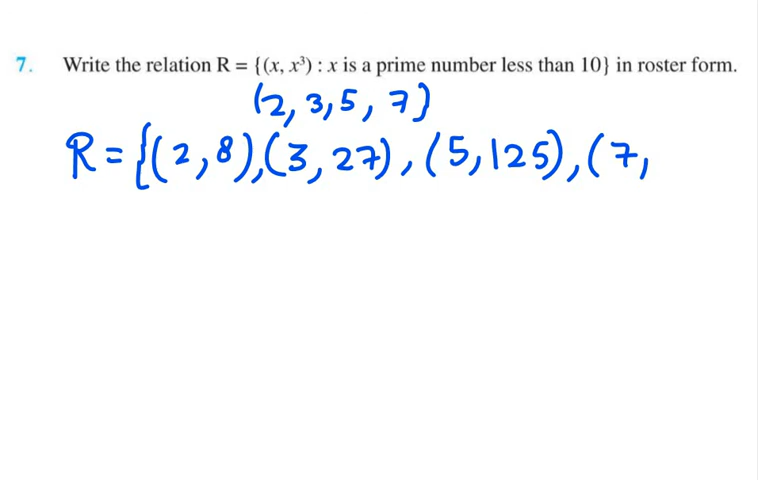 7. Write the relation R = {(x, x³) : x is a prime number less than 10} in roster form.
(2, 3, 5, 7}
R = {(2, 8), (3, 27), (5, 125), (7,